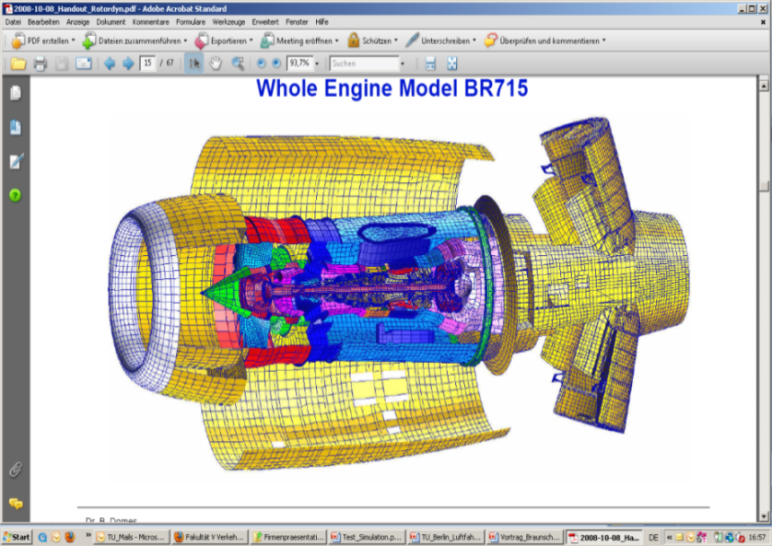 2008-10-08_Handout_Rotordyn.pdf - Adobe Acrobat Standard
Datei Bearbeiten Anzeige Dokument Kommentare Formulare Werkzeuge Erweitert Fenster Hilfe
PDF erstellen Dateien zusammenführen Exportieren Meeting eröffnen Schützen Unterschreiben Überprüfen und kommentieren
15 / 67 93,7% Suchen
Whole Engine Model BR715
Dr. B. Domes
Start TU_Mails - Micros... Fakultät V Verkeh... Firmenpraesentati... Test_Simulation.p... TU_Berlin_Luftfah... Vortrag_Braunsch... 2008-10-08_Ha... DE 16:57